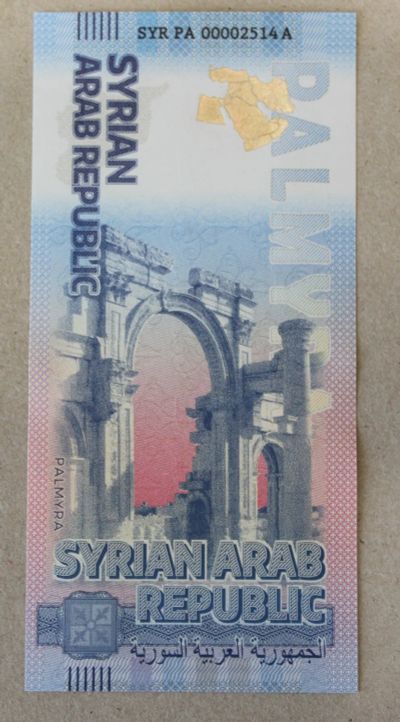 SYR PA 00002514 A
SYRIAN
ARAB REPUBLIC
PALMYRA
PALMYRA
SYRIAN ARAB
REPUBLIC
الجمهورية العربية السورية